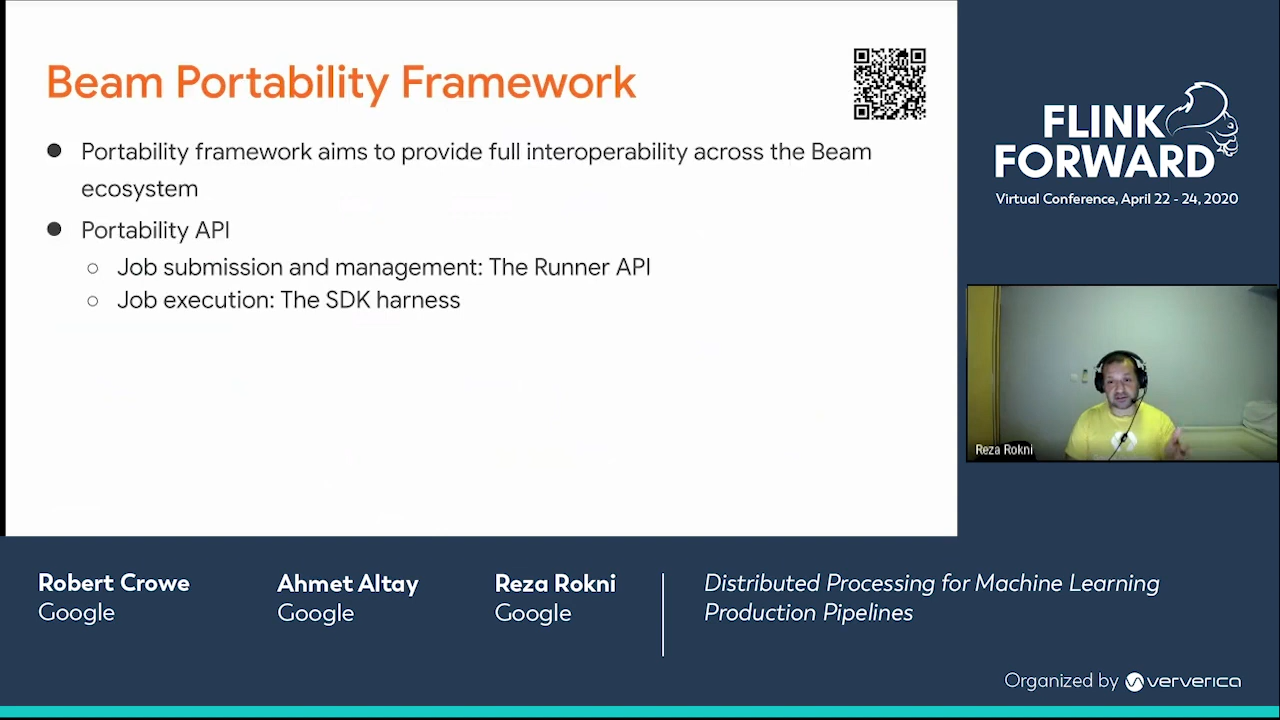 Beam Portability Framework
● Portability framework aims to provide full interoperability across the Beam
ecosystem
● Portability API
○ Job submission and management: The Runner API
○ Job execution: The SDK harness
FLINK
FORWARD
Virtual Conference, April 22 - 24, 2020
Reza Rokni
Robert Crowe
Google
Ahmet Altay
Google
Reza Rokni
Google
Distributed Processing for Machine Learning
Production Pipelines
Organized by ververica